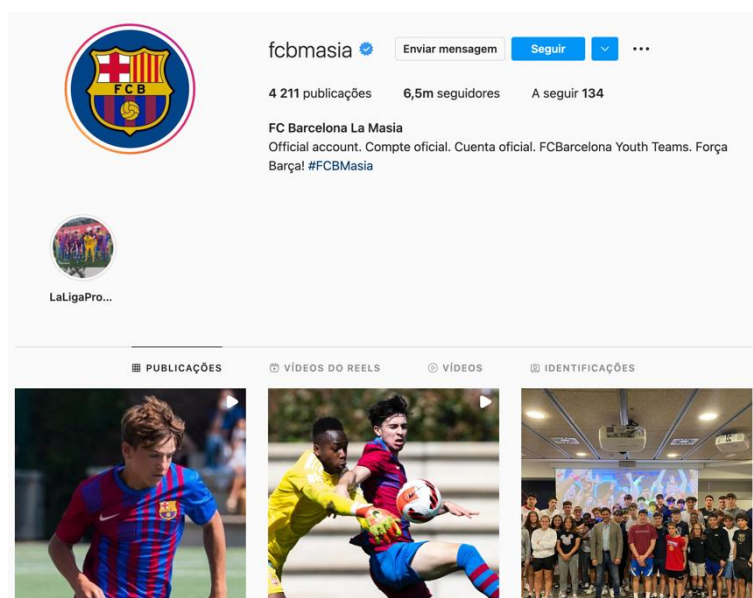 FCB
fcbmasia
Enviar mensagem
Seguir
4 211 publicações 6,5m seguidores A seguir 134
FC Barcelona La Masia
Official account. Compte oficial. Cuenta oficial. FCBarcelona Youth Teams. Força
Barça! #FCBMasia
LaLigaPro...
PUBLICAÇÕES VÍDEOS DO REELS VÍDEOS IDENTIFICAÇÕES